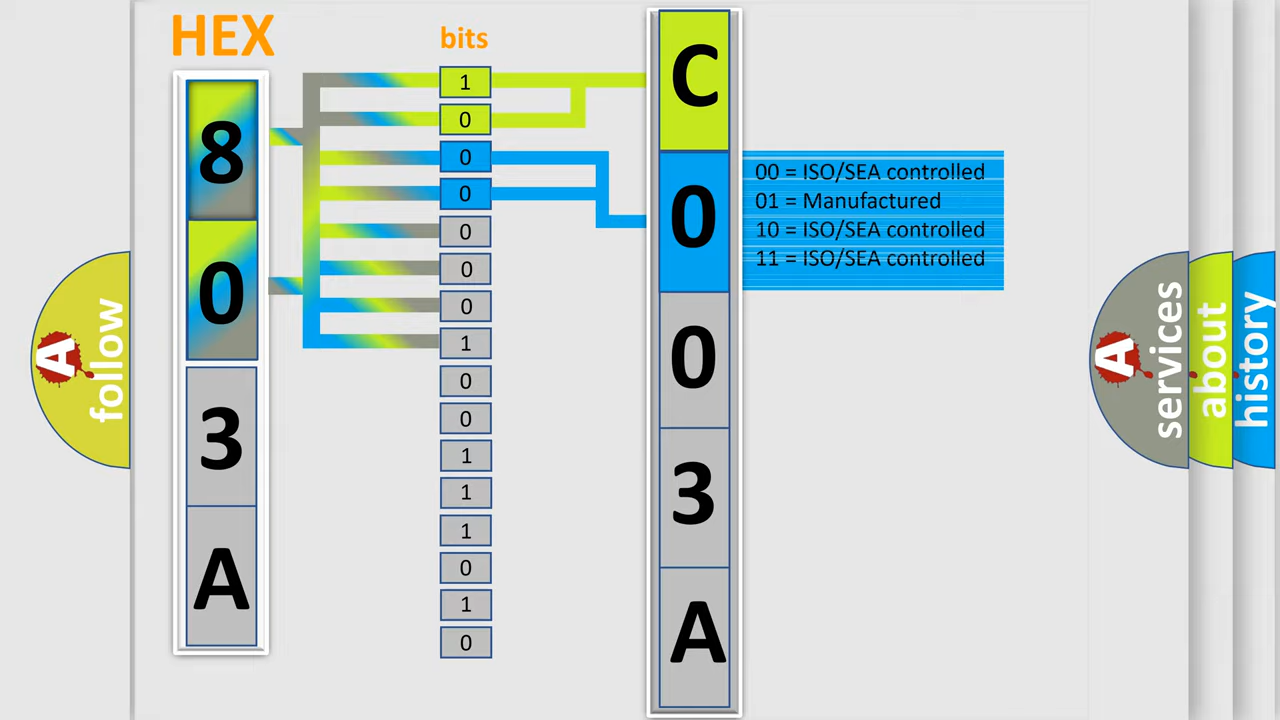 HEX
bits
8
0
3
A
1
0
0
0
0
0
0
1
0
0
1
1
1
0
1
0
C
0
0
3
A
00 = ISO/SEA controlled
01 = Manufactured
10 = ISO/SEA controlled
11 = ISO/SEA controlled
A
follow
A
services
about
history